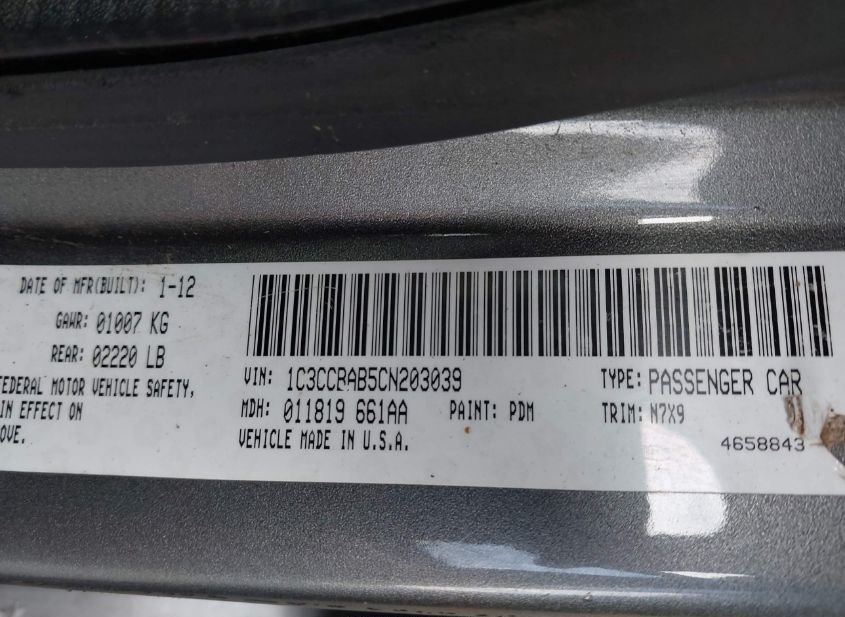 DATE OF MFR(BUILT): 1-12
GAWR: 01007 KG
REAR: 02220 LB
FEDERAL MOTOR VEHICLE SAFETY,
IN EFFECT ON
OVE.
VIN: 1C3CCBAB5CN203039 TYPE: PASSENGER CAR
MDH: 011819 661AA PAINT: PDM TRIM: N7X9
VEHICLE MADE IN U.S.A. 4658843